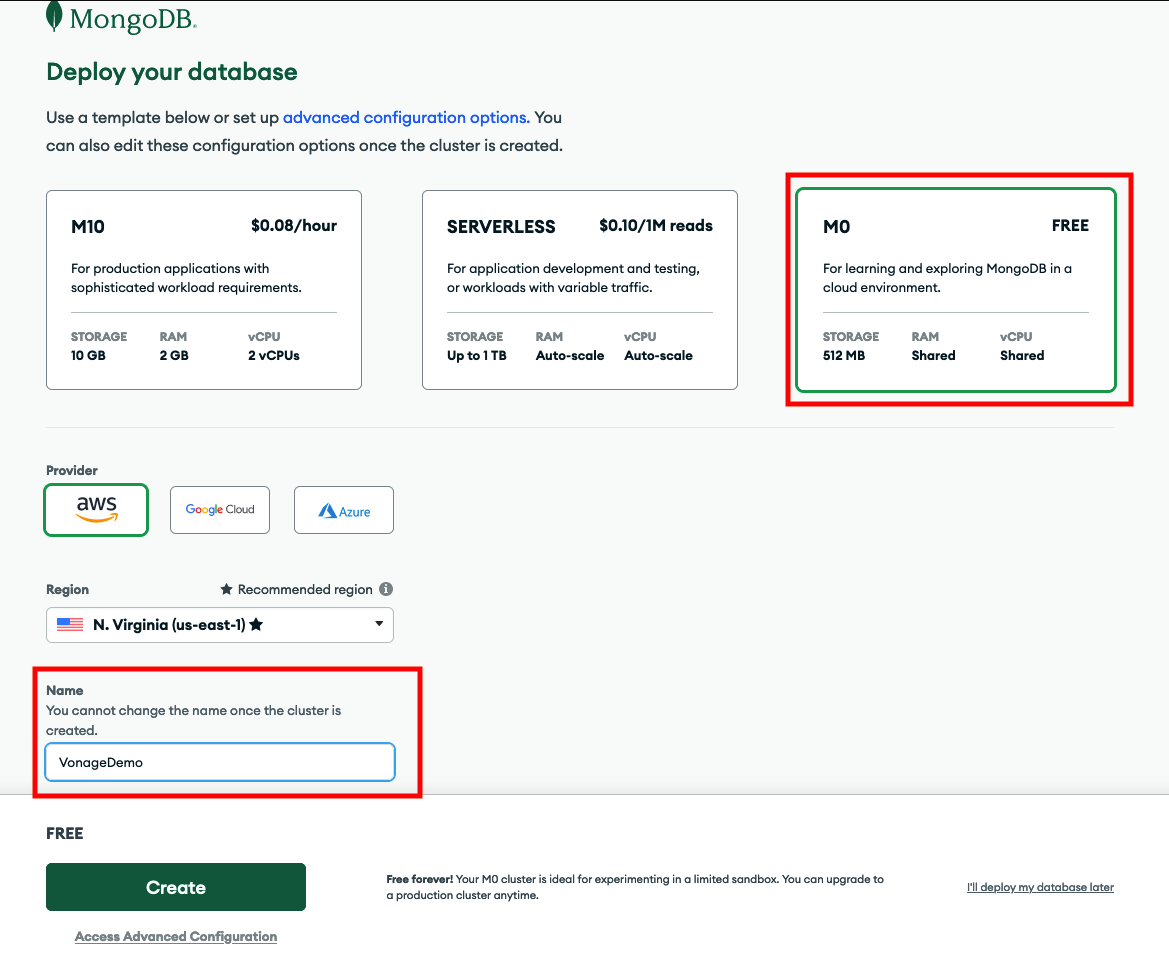 MongoDB.
Deploy your database
Use a template below or set up advanced configuration options. You
can also edit these configuration options once the cluster is created.
M10 $0.08/hour
For production applications with
sophisticated workload requirements.
STORAGE RAM vCPU
10 GB 2 GB 2 vCPUs
SERVERLESS $0.10/1M reads
For application development and testing,
or workloads with variable traffic.
STORAGE RAM vCPU
Up to 1 TB Auto-scale Auto-scale
M0 FREE
For learning and exploring MongoDB in a
cloud environment.
STORAGE RAM vCPU
512 MB Shared Shared
Provider
aws Google Cloud Azure
Region ★ Recommended region
N. Virginia (us-east-1) ★
Name
You cannot change the name once the cluster is
created.
VonageDemo
FREE
Create
Access Advanced Configuration
Free forever! Your M0 cluster is ideal for experimenting in a limited sandbox. You can upgrade to
a production cluster anytime.
I'll deploy my database later